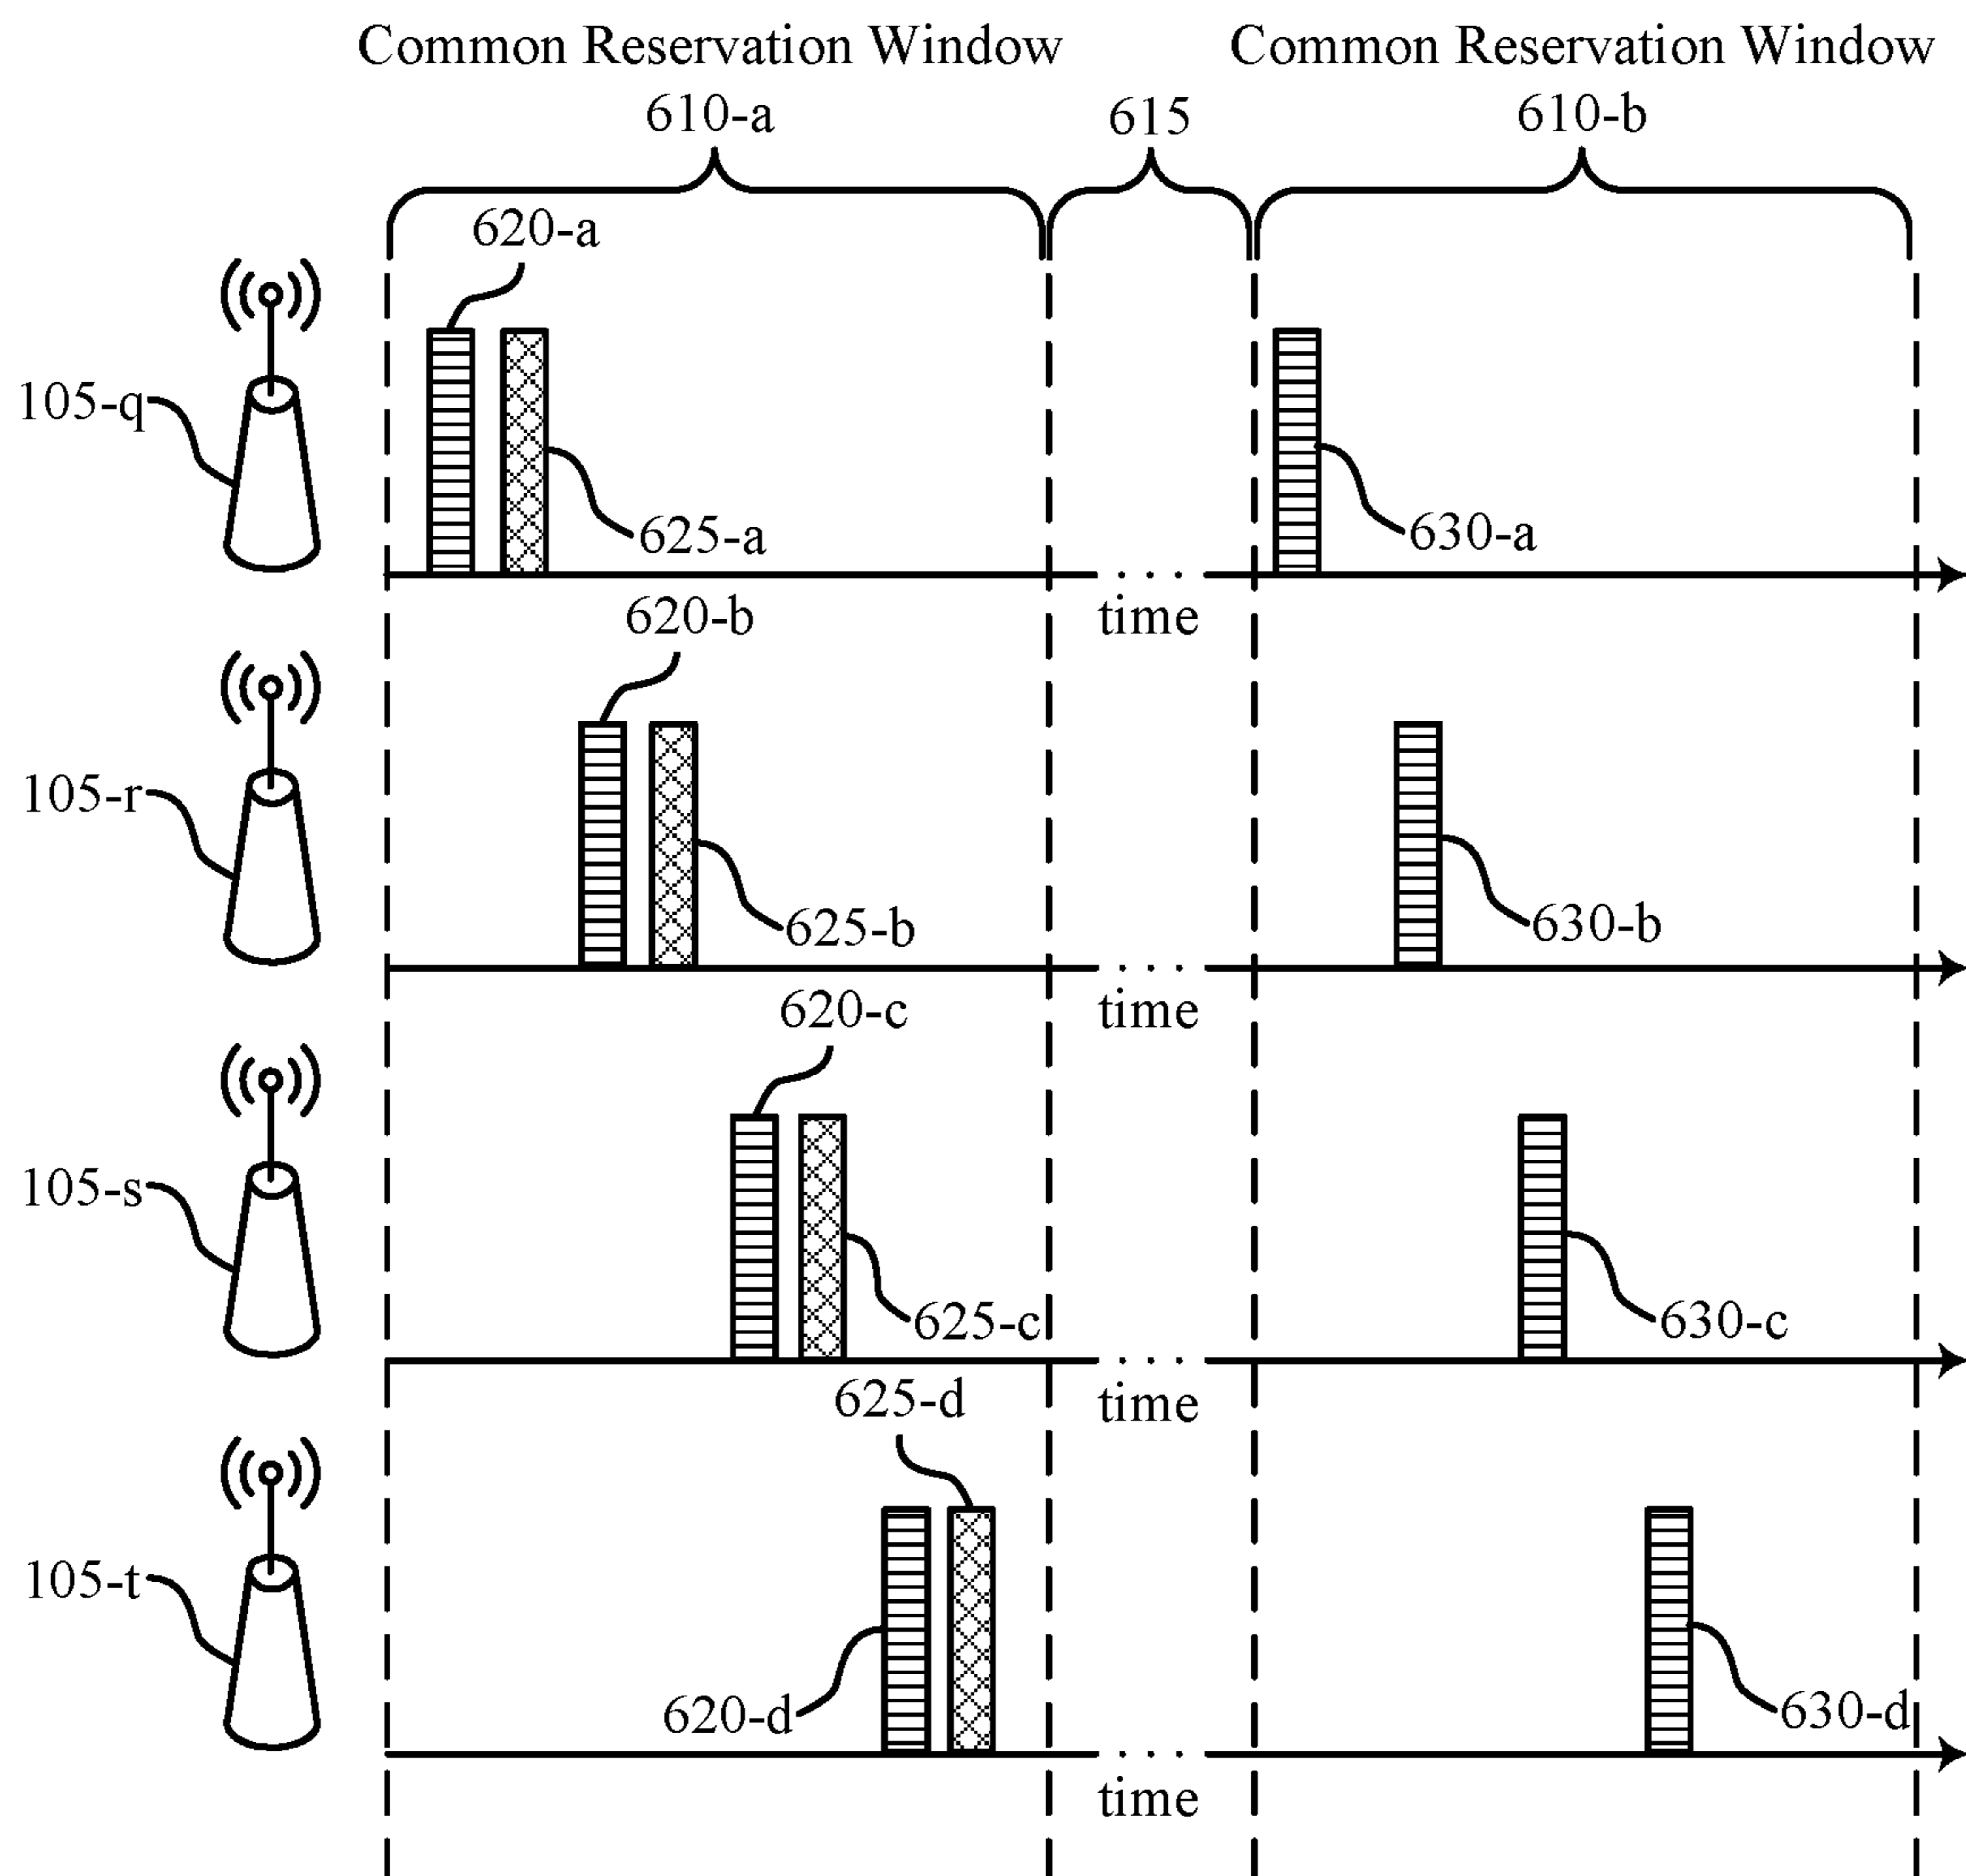 Common Reservation Window
610-a
615
Common Reservation Window
610-b
620-a
105-q
625-a
630-a
time
620-b
105-r
625-b
630-b
time
620-c
105-s
625-c
630-c
time
625-d
105-t
620-d
630-d
time